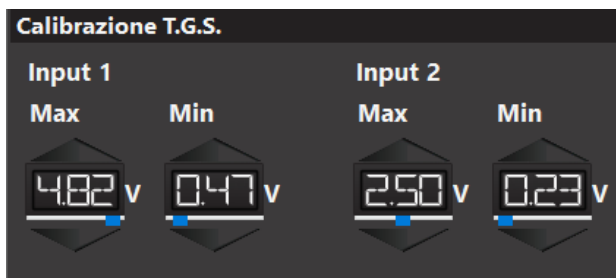 Calibrazione T.G.S.
Input 1 Input 2
Max Min Max Min
4.82 V 0.47 V 2.50 V 0.23 V